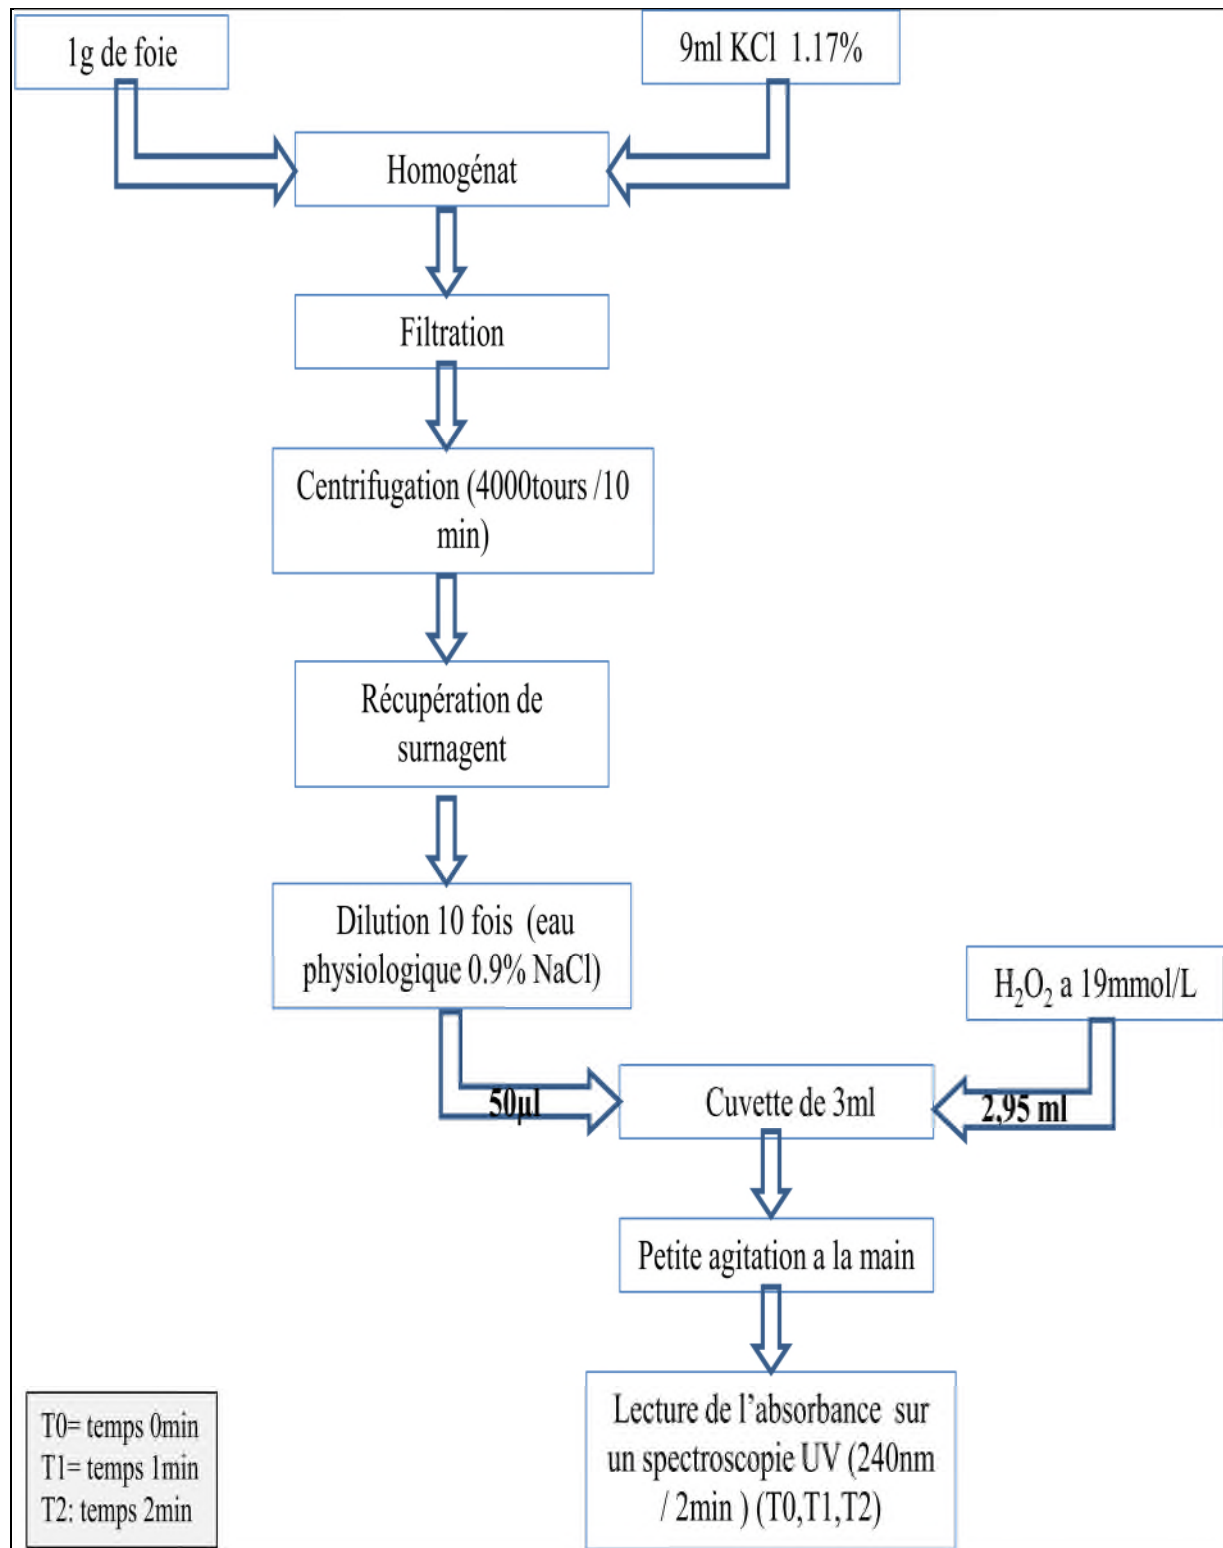 1g de foie
9ml KCl 1.17%
Homogénat
Filtration
Centrifugation (4000tours /10
min)
Récupération de
surnagent
Dilution 10 fois (eau
physiologique 0.9% NaCl)
H₂O₂ a 19mmol/L
50µl
Cuvette de 3ml
2,95 ml
Petite agitation a la main
Lecture de l’absorbance sur
un spectroscopie UV (240nm
/ 2min ) (T0,T1,T2)
T0= temps 0min
T1= temps 1min
T2: temps 2min